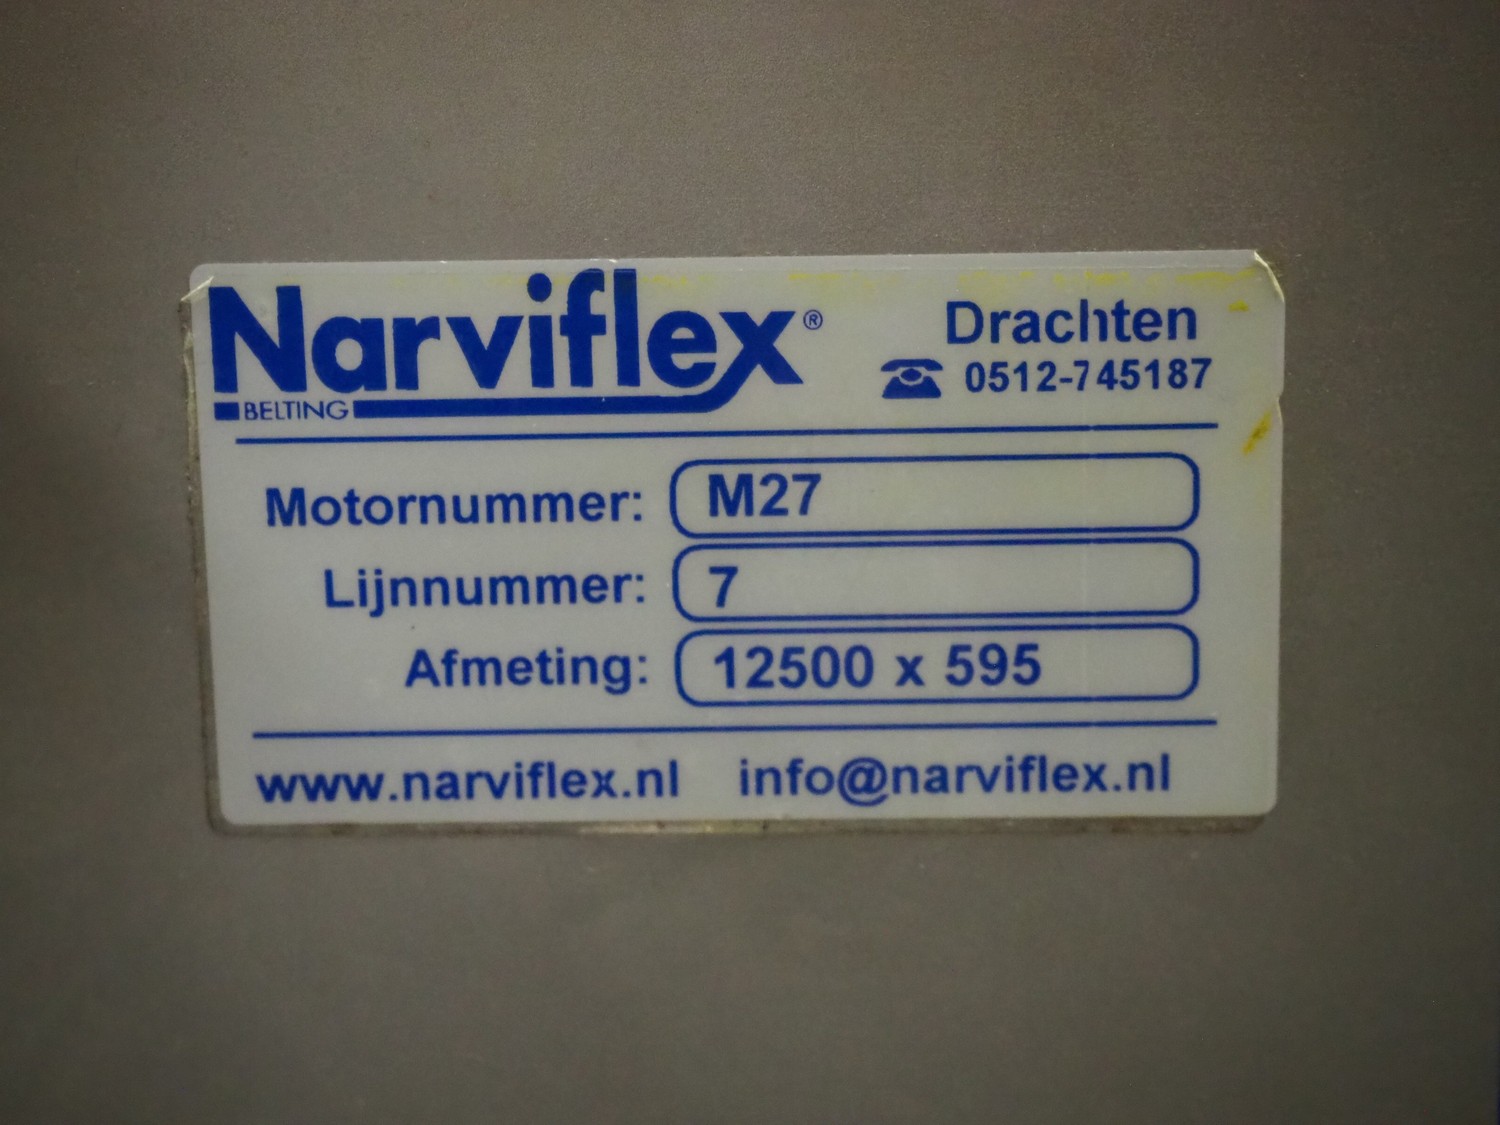 Narviflex®
BELTING
Drachten
☎ 0512-745187
Motornummer: M27
Lijnnummer: 7
Afmeting: 12500 x 595
www.narviflex.nl info@narviflex.nl